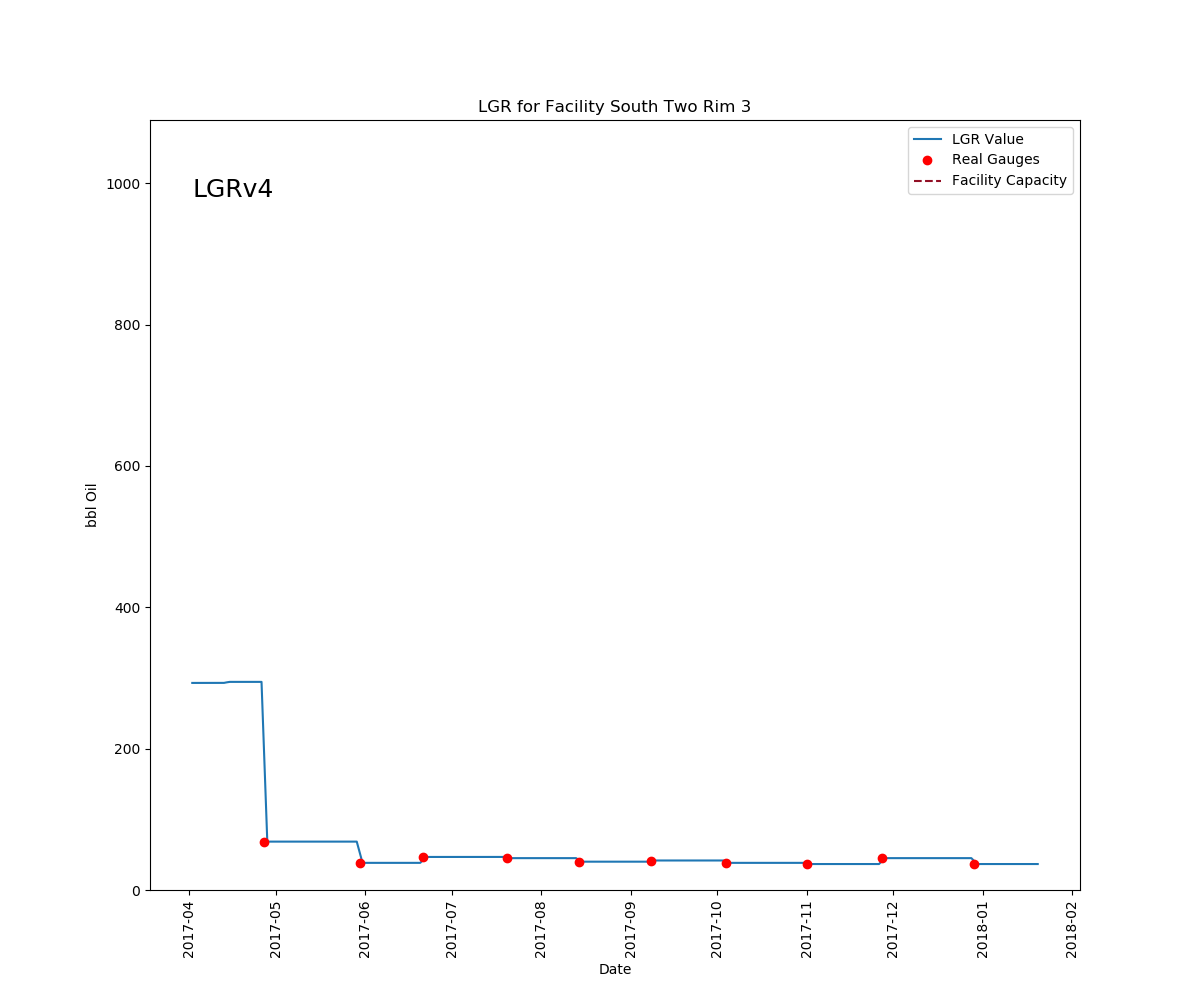 LGR for Facility South Two Rim 3
LGR Value
Real Gauges
Facility Capacity
LGRv4
1000
800
600
400
200
0
bbl Oil
2017-04
2017-05
2017-06
2017-07
2017-08
2017-09
2017-10
2017-11
2017-12
2018-01
2018-02
Date